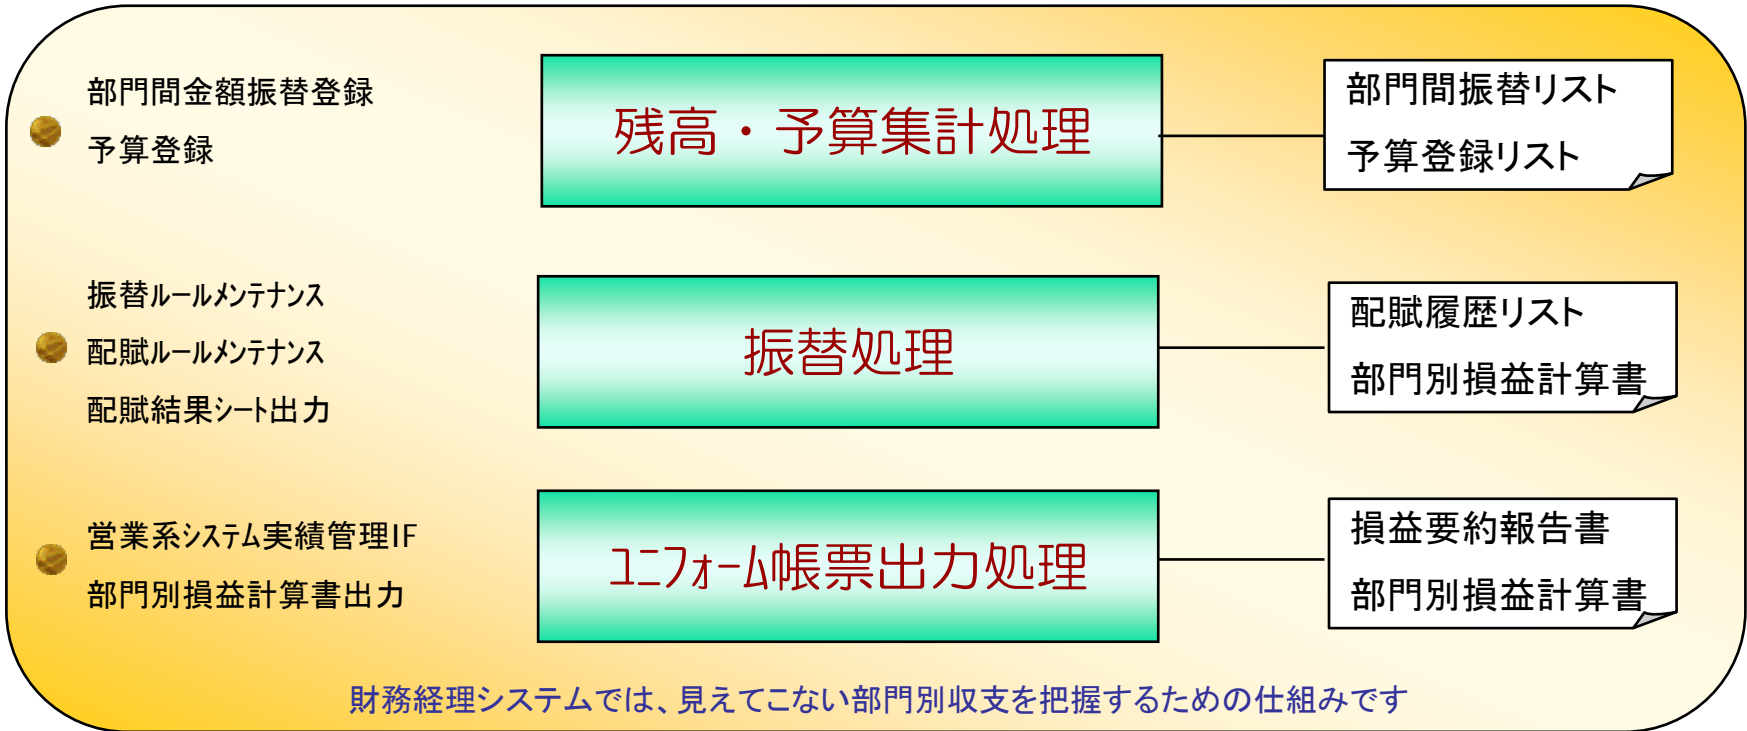 部門間金額振替登録
予算登録
残高・予算集計処理
部門間振替リスト
予算登録リスト
振替ﾙｰﾙﾒﾝﾃﾅﾝｽ
配賦ﾙｰﾙﾒﾝﾃﾅﾝｽ
配賦結果ｼｰﾄ出力
振替処理
配賦履歴リスト
部門別損益計算書
営業系ｼｽﾃﾑ実績管理IF
部門別損益計算書出力
ﾕﾆﾌｫｰﾑ帳票出力処理
損益要約報告書
部門別損益計算書
財務経理システムでは、見えてこない部門別収支を把握するための仕組みです